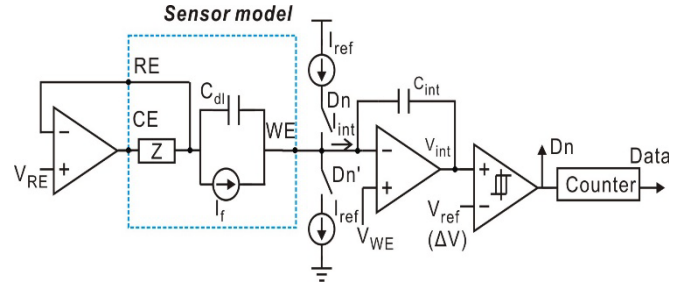 Sensor model
I_ref
RE
C_dl
Dn
C_int
CE
WE
I_int
V_int
Dn
Data
−
Z
−
+
Counter
V_RE
+
Dn'
+
V_ref
−
I_f
I_ref
V_WE
(ΔV)